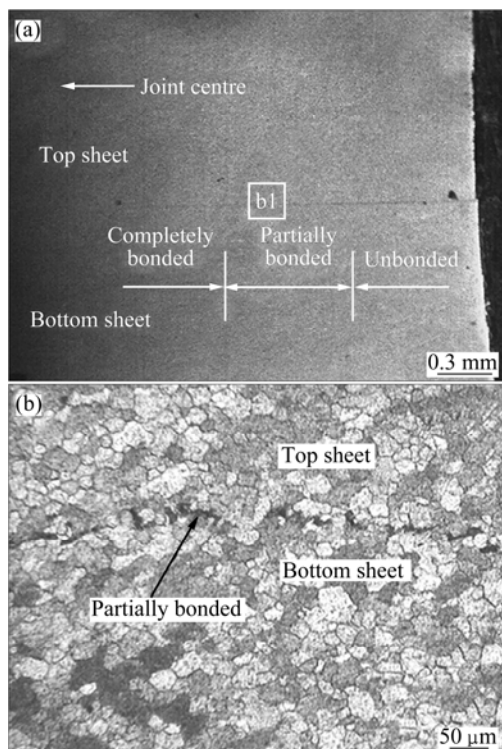 (a)
Joint centre
Top sheet
b1
Completely bonded
Partially bonded
Unbonded
Bottom sheet
0.3 mm
(b)
Top sheet
Bottom sheet
Partially bonded
50 μm